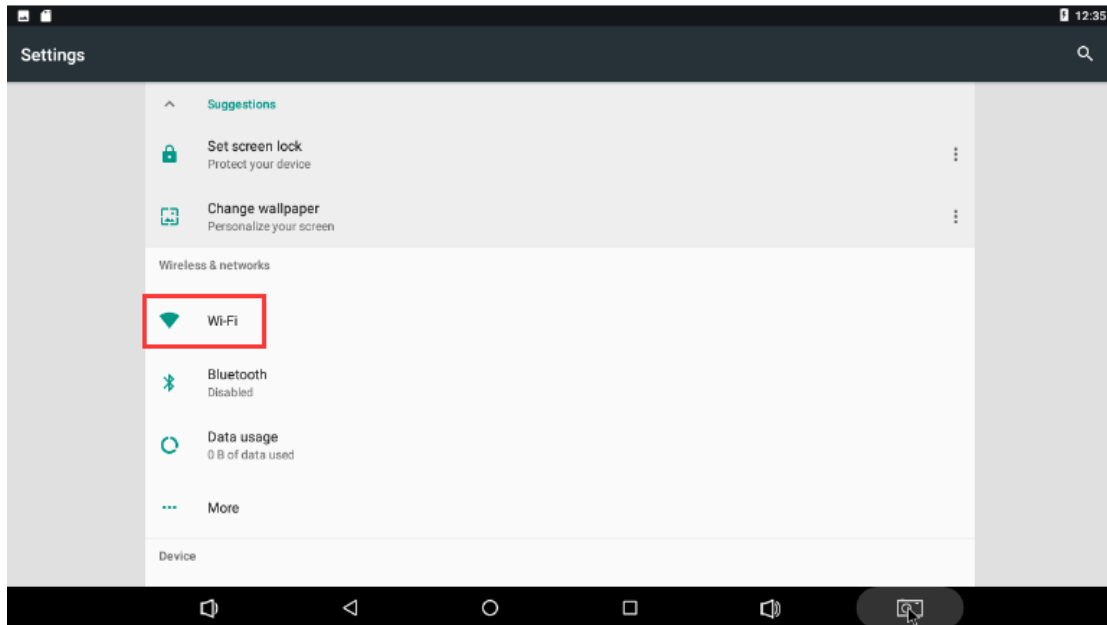 12:35
Settings
Suggestions
Set screen lock
Protect your device
Change wallpaper
Personalize your screen
Wireless & networks
Wi-Fi
Bluetooth
Disabled
Data usage
0 B of data used
More
Device